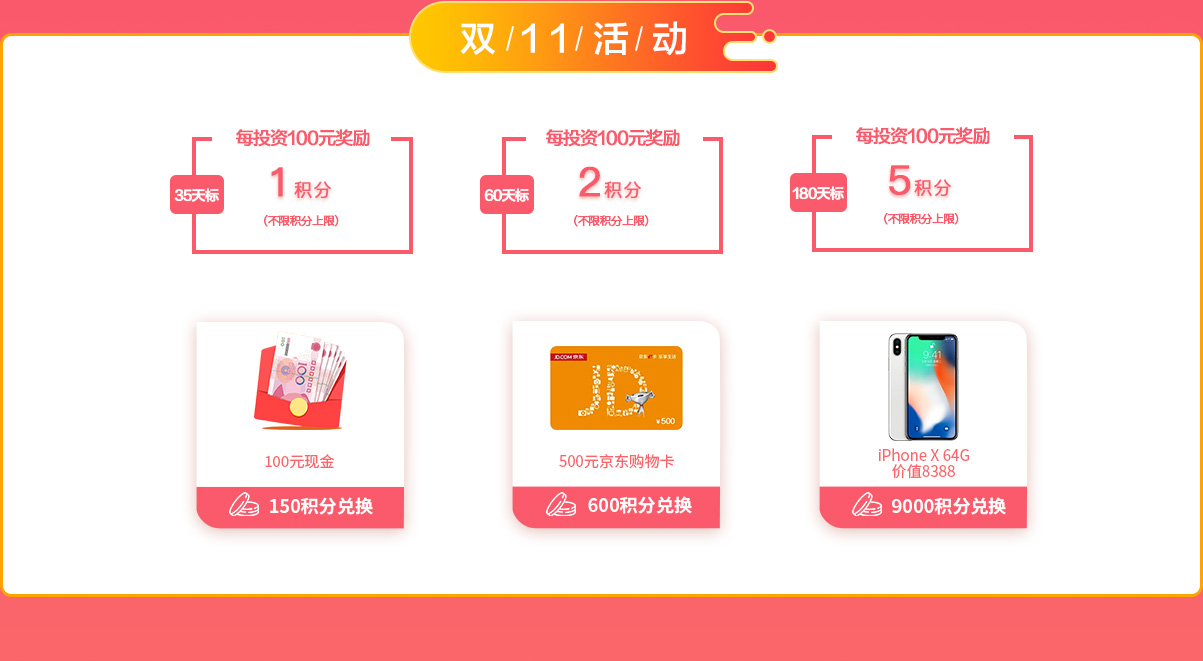 双/11/活/动
每投资100元奖励
35天标
1积分
(不限积分上限)
每投资100元奖励
60天标
2积分
(不限积分上限)
每投资100元奖励
180天标
5积分
(不限积分上限)
100
100元现金
150积分兑换
JD.COM 京东
JD
¥500
500元京东购物卡
600积分兑换
9:41
iPhone X 64G
价值8388
9000积分兑换